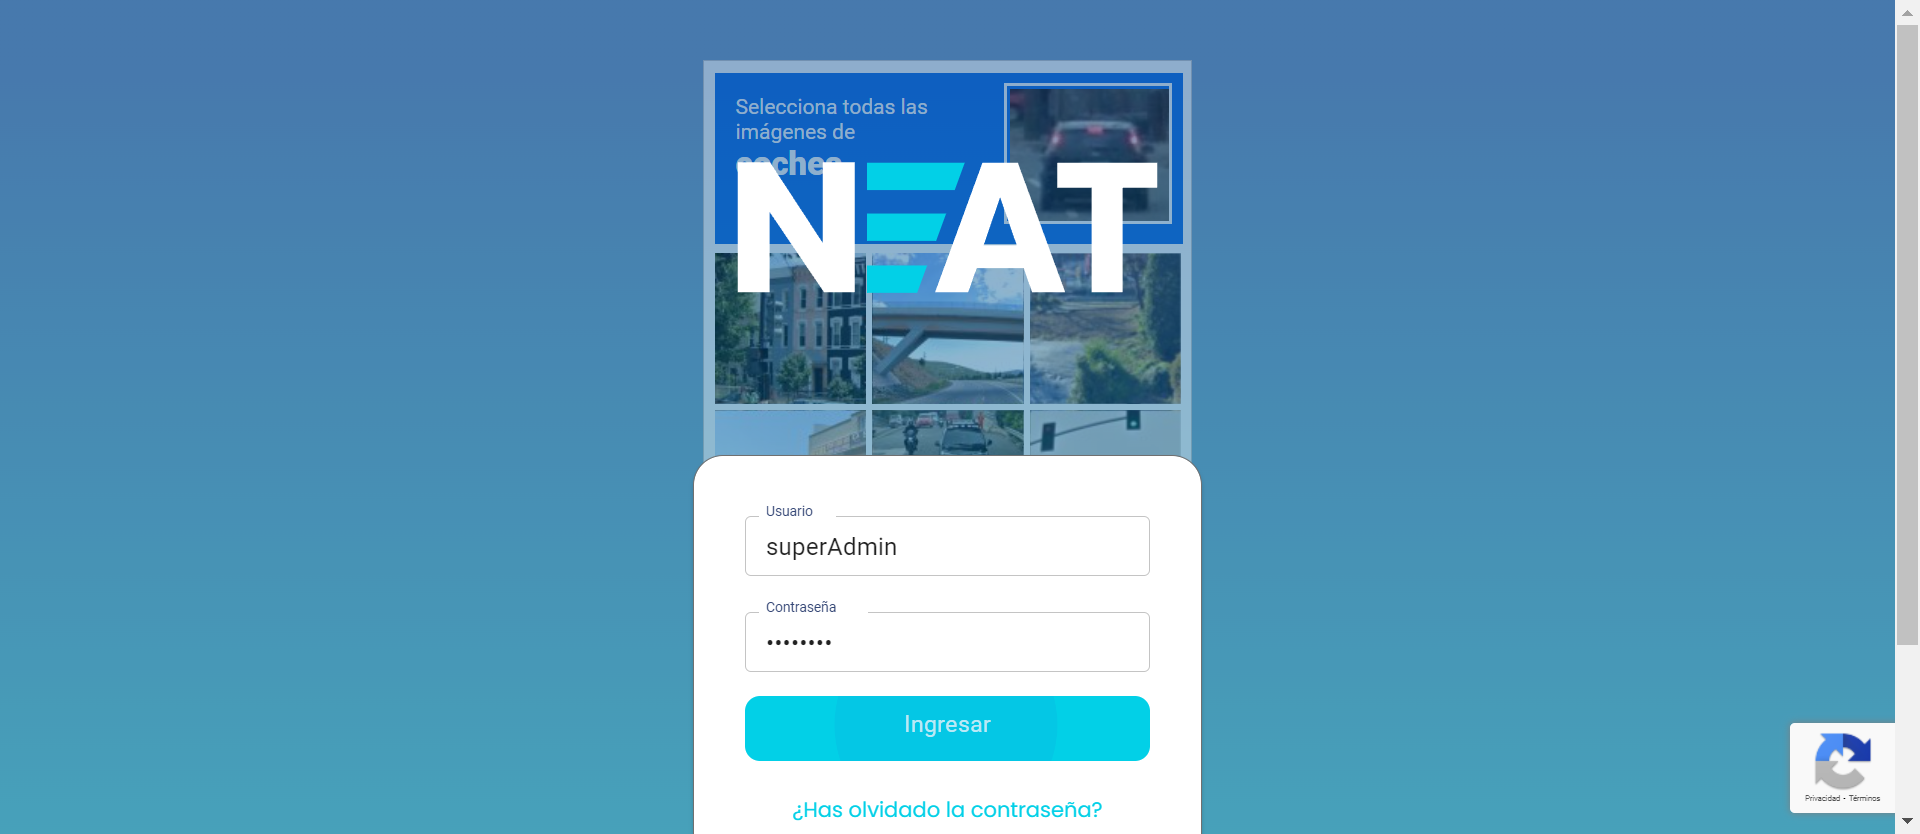 Selecciona todas las
imágenes de
coches
NEAT
Usuario
superAdmin
Contraseña
••••••••
Ingresar
¿Has olvidado la contraseña?
Privacidad - Términos